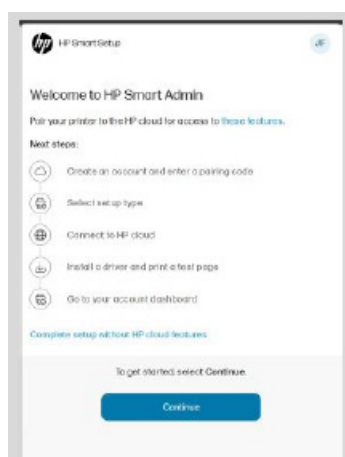 hp HP Smart Setup JF
Welcome to HP Smart Admin
Pair your printer to the HP cloud for access to these features.
Next steps:
Create an account and enter a pairing code
Select setup type
Connect to HP cloud
Install a driver and print a test page
Go to your account dashboard
Complete setup without HP cloud features
To get started, select Continue.
Continue